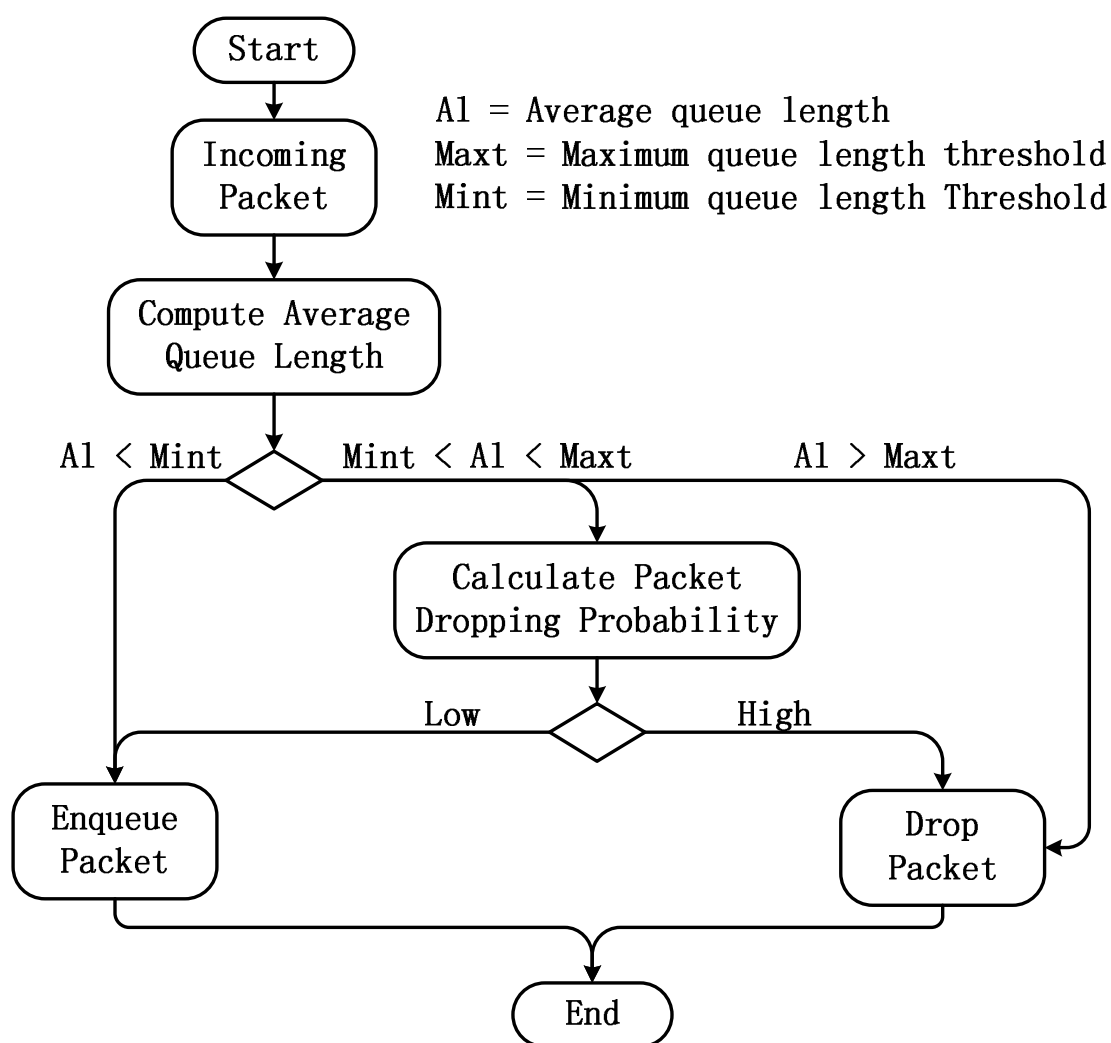 Start
Al = Average queue length
Maxt = Maximum queue length threshold
Mint = Minimum queue length Threshold
Incoming
Packet
Compute Average
Queue Length
Al < Mint
Mint < Al < Maxt
Al > Maxt
Calculate Packet
Dropping Probability
Low
High
Enqueue
Packet
Drop
Packet
End